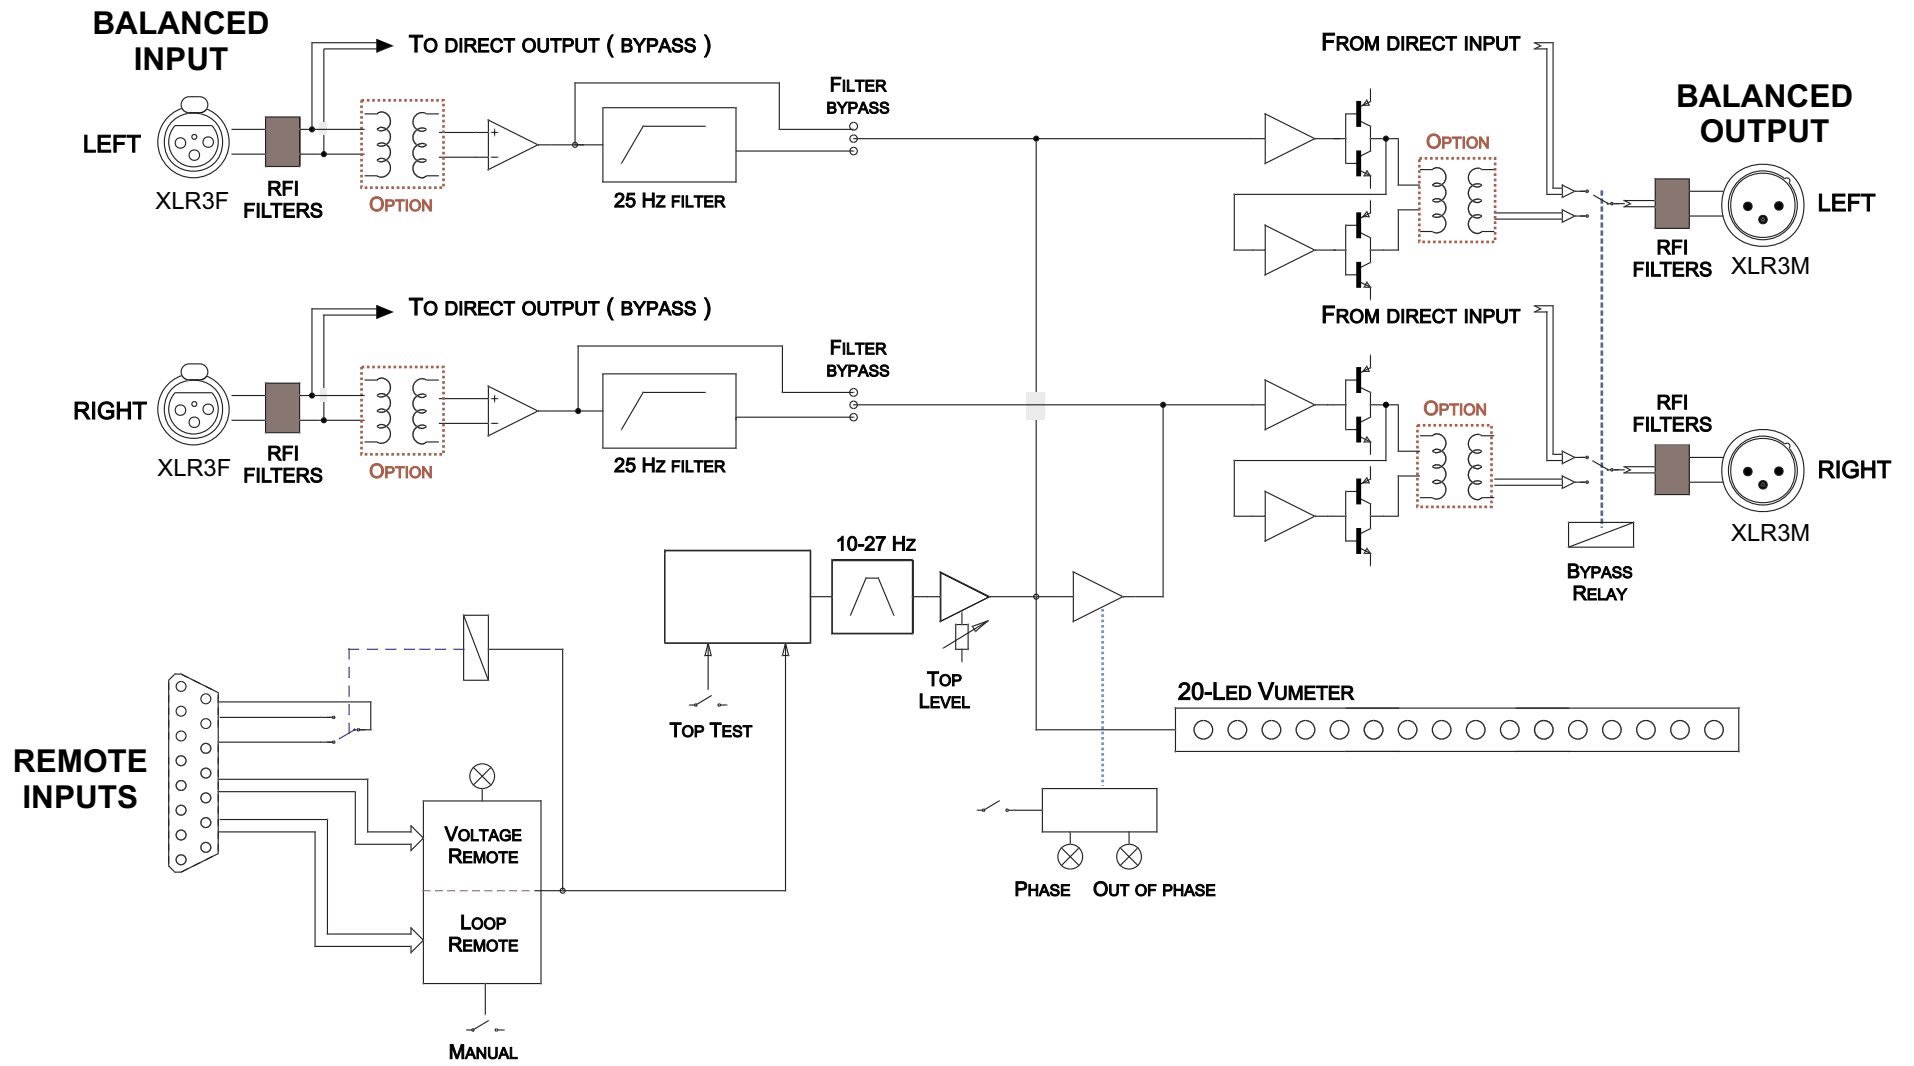 BALANCED
INPUT
TO DIRECT OUTPUT ( BYPASS )
LEFT
XLR3F
RFI
FILTERS
OPTION
25 HZ FILTER
FILTER
BYPASS
FROM DIRECT INPUT
OPTION
BALANCED
OUTPUT
LEFT
RFI
FILTERS
XLR3M
TO DIRECT OUTPUT ( BYPASS )
RIGHT
XLR3F
RFI
FILTERS
OPTION
25 HZ FILTER
FILTER
BYPASS
FROM DIRECT INPUT
OPTION
RFI
FILTERS
RIGHT
XLR3M
BYPASS
RELAY
10-27 HZ
TOP
LEVEL
TOP TEST
20-LED VUMETER
REMOTE
INPUTS
VOLTAGE
REMOTE
LOOP
REMOTE
MANUAL
PHASE
OUT OF PHASE